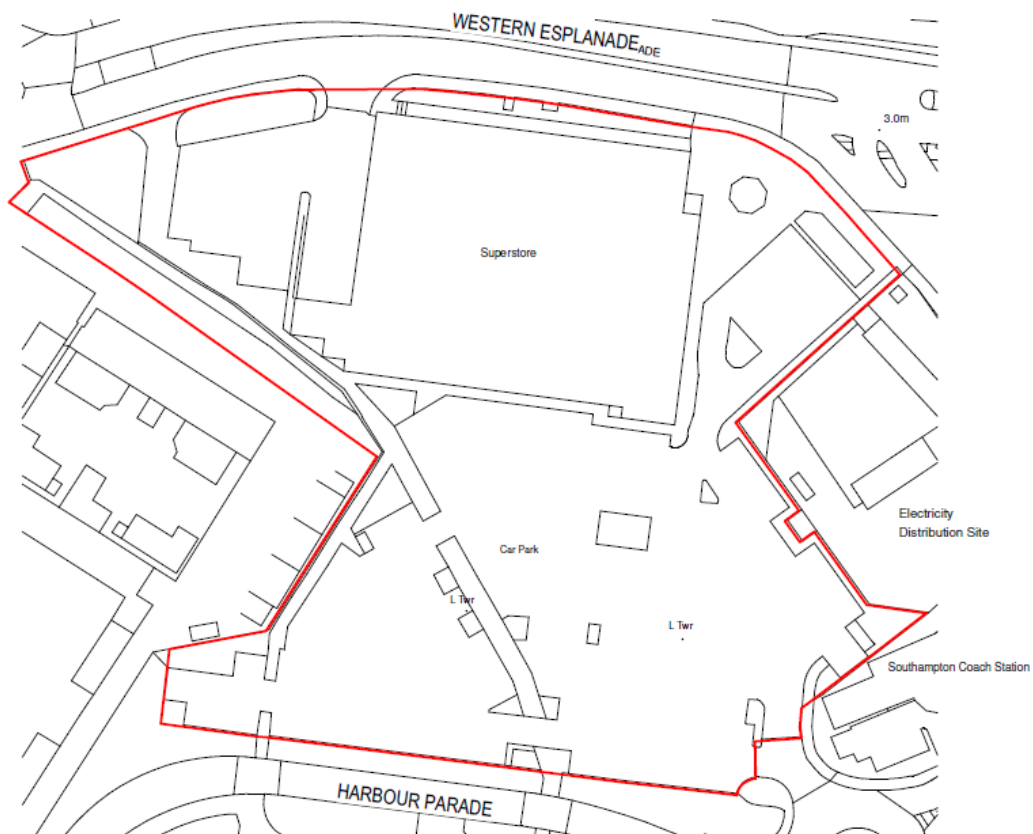 WESTERN ESPLANADE
ADE
3.0m
Superstore
Electricity
Distribution Site
Car Park
L Twr
L Twr
Southampton Coach Station
HARBOUR PARADE